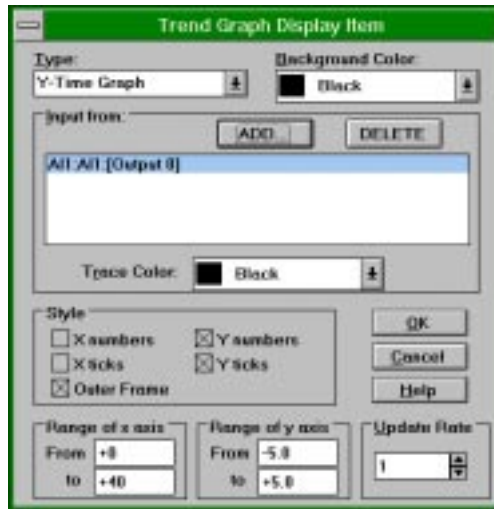 Trend Graph Display Item
Type:
Background Color:
Y-Time Graph
Black
Input from:
ADD...
DELETE
AI1:AI1:[Output 0]
Trace Color:
Black
Style
X numbers
Y numbers
X ticks
Y ticks
Outer Frame
OK
Cancel
Help
Range of x axis
Range of y axis
Update Rate
From
+0
From
-5.0
1
to
+40
to
+5.0